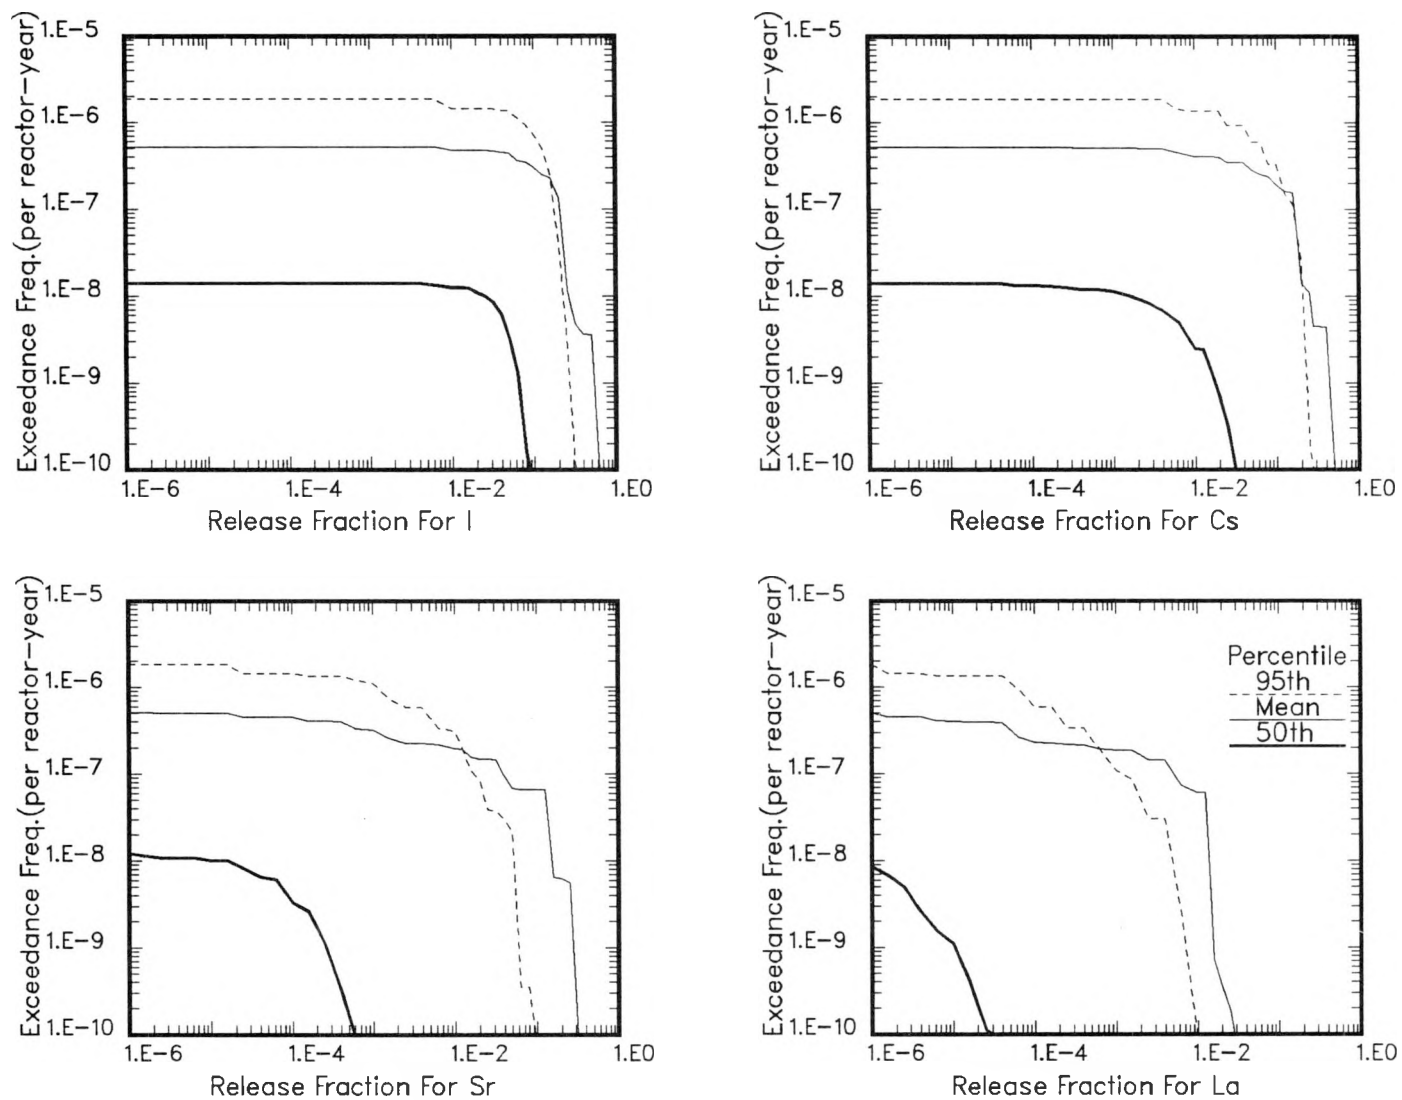 Exceedance Freq.(per reactor-year)
1.E-5
1.E-6
1.E-7
1.E-8
1.E-9
1.E-10
1.E-6 1.E-4 1.E-2 1.E0
Release Fraction For I
Exceedance Freq.(per reactor-year)
1.E-5
1.E-6
1.E-7
1.E-8
1.E-9
1.E-10
1.E-6 1.E-4 1.E-2 1.E0
Release Fraction For Cs
Exceedance Freq.(per reactor-year)
1.E-5
1.E-6
1.E-7
1.E-8
1.E-9
1.E-10
1.E-6 1.E-4 1.E-2 1.E0
Release Fraction For Sr
Exceedance Freq.(per reactor-year)
1.E-5
1.E-6
1.E-7
1.E-8
1.E-9
1.E-10
Percentile
95th
Mean
50th
1.E-6 1.E-4 1.E-2 1.E0
Release Fraction For La